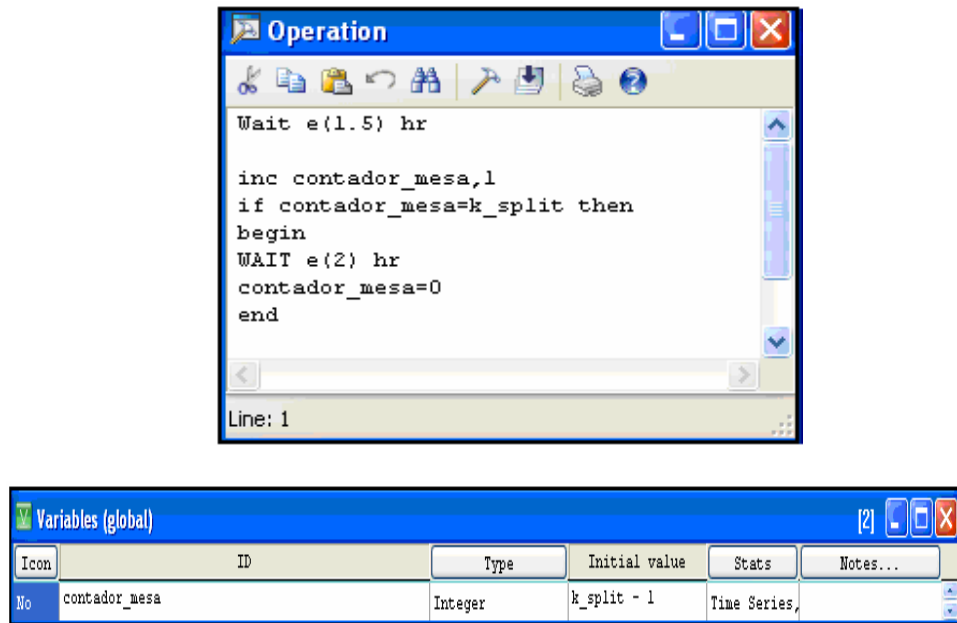 Operation
Wait e(1.5) hr
inc contador_mesa,1
if contador_mesa=k_split then
begin
WAIT e(2) hr
contador_mesa=0
end
Line: 1
Variables (global) [2]
Icon ID Type Initial value Stats Notes...
No contador_mesa Integer k_split - 1 Time Series,